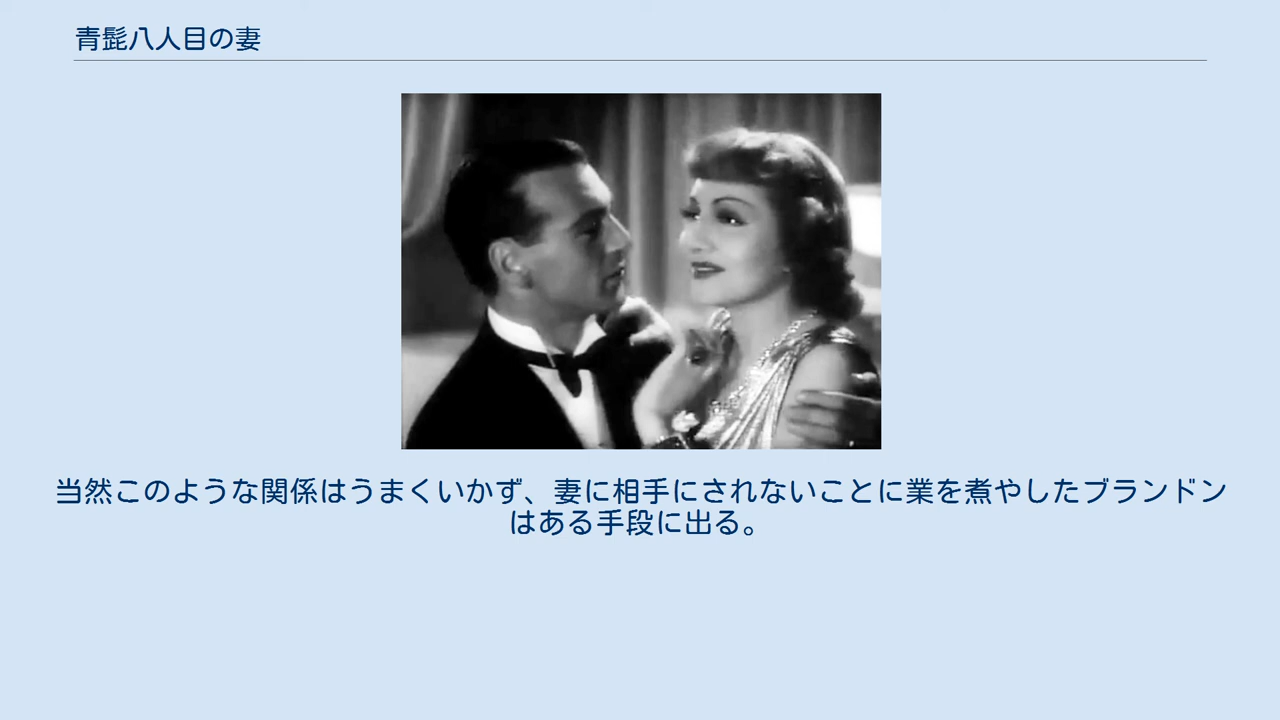 青髭八人目の妻
当然このような関係はうまくいかず、妻に相手にされないことに業を煮やしたブランドン
はある手段に出る。